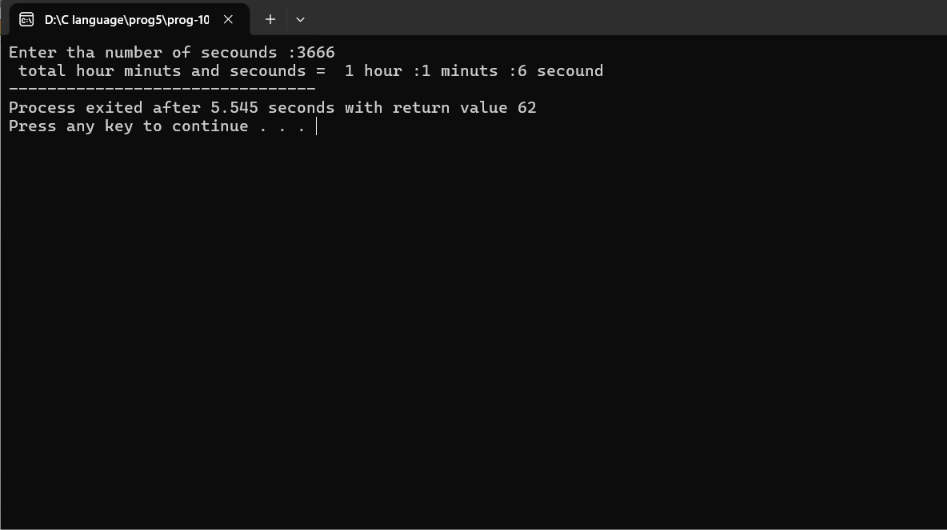 D:\C language\prog5\prog-10
Enter tha number of secounds :3666
total hour minuts and secounds =  1 hour :1 minuts :6 secound
--------------------------------
Process exited after 5.545 seconds with return value 62
Press any key to continue . . .